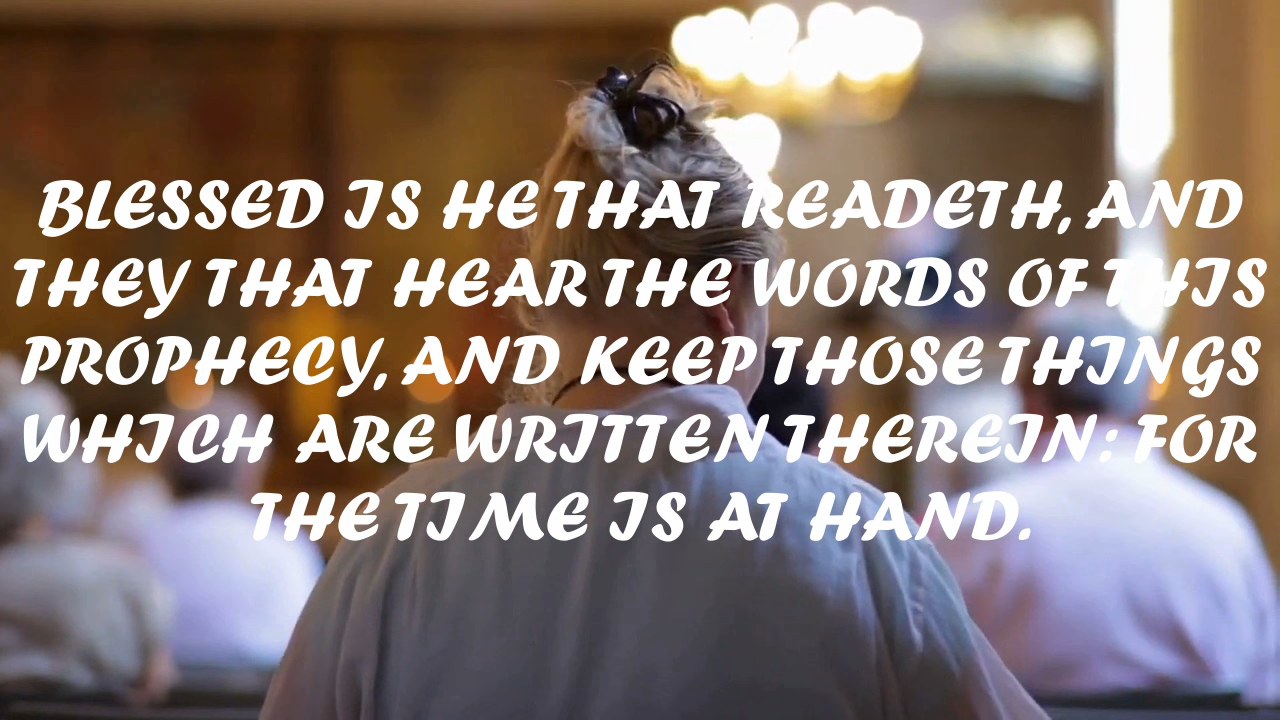 BLESSED IS HE THAT READETH, AND
THEY THAT HEAR THE WORDS OF THIS
PROPHECY, AND KEEP THOSE THINGS
WHICH ARE WRITTEN THEREIN: FOR
THE TIME IS AT HAND.